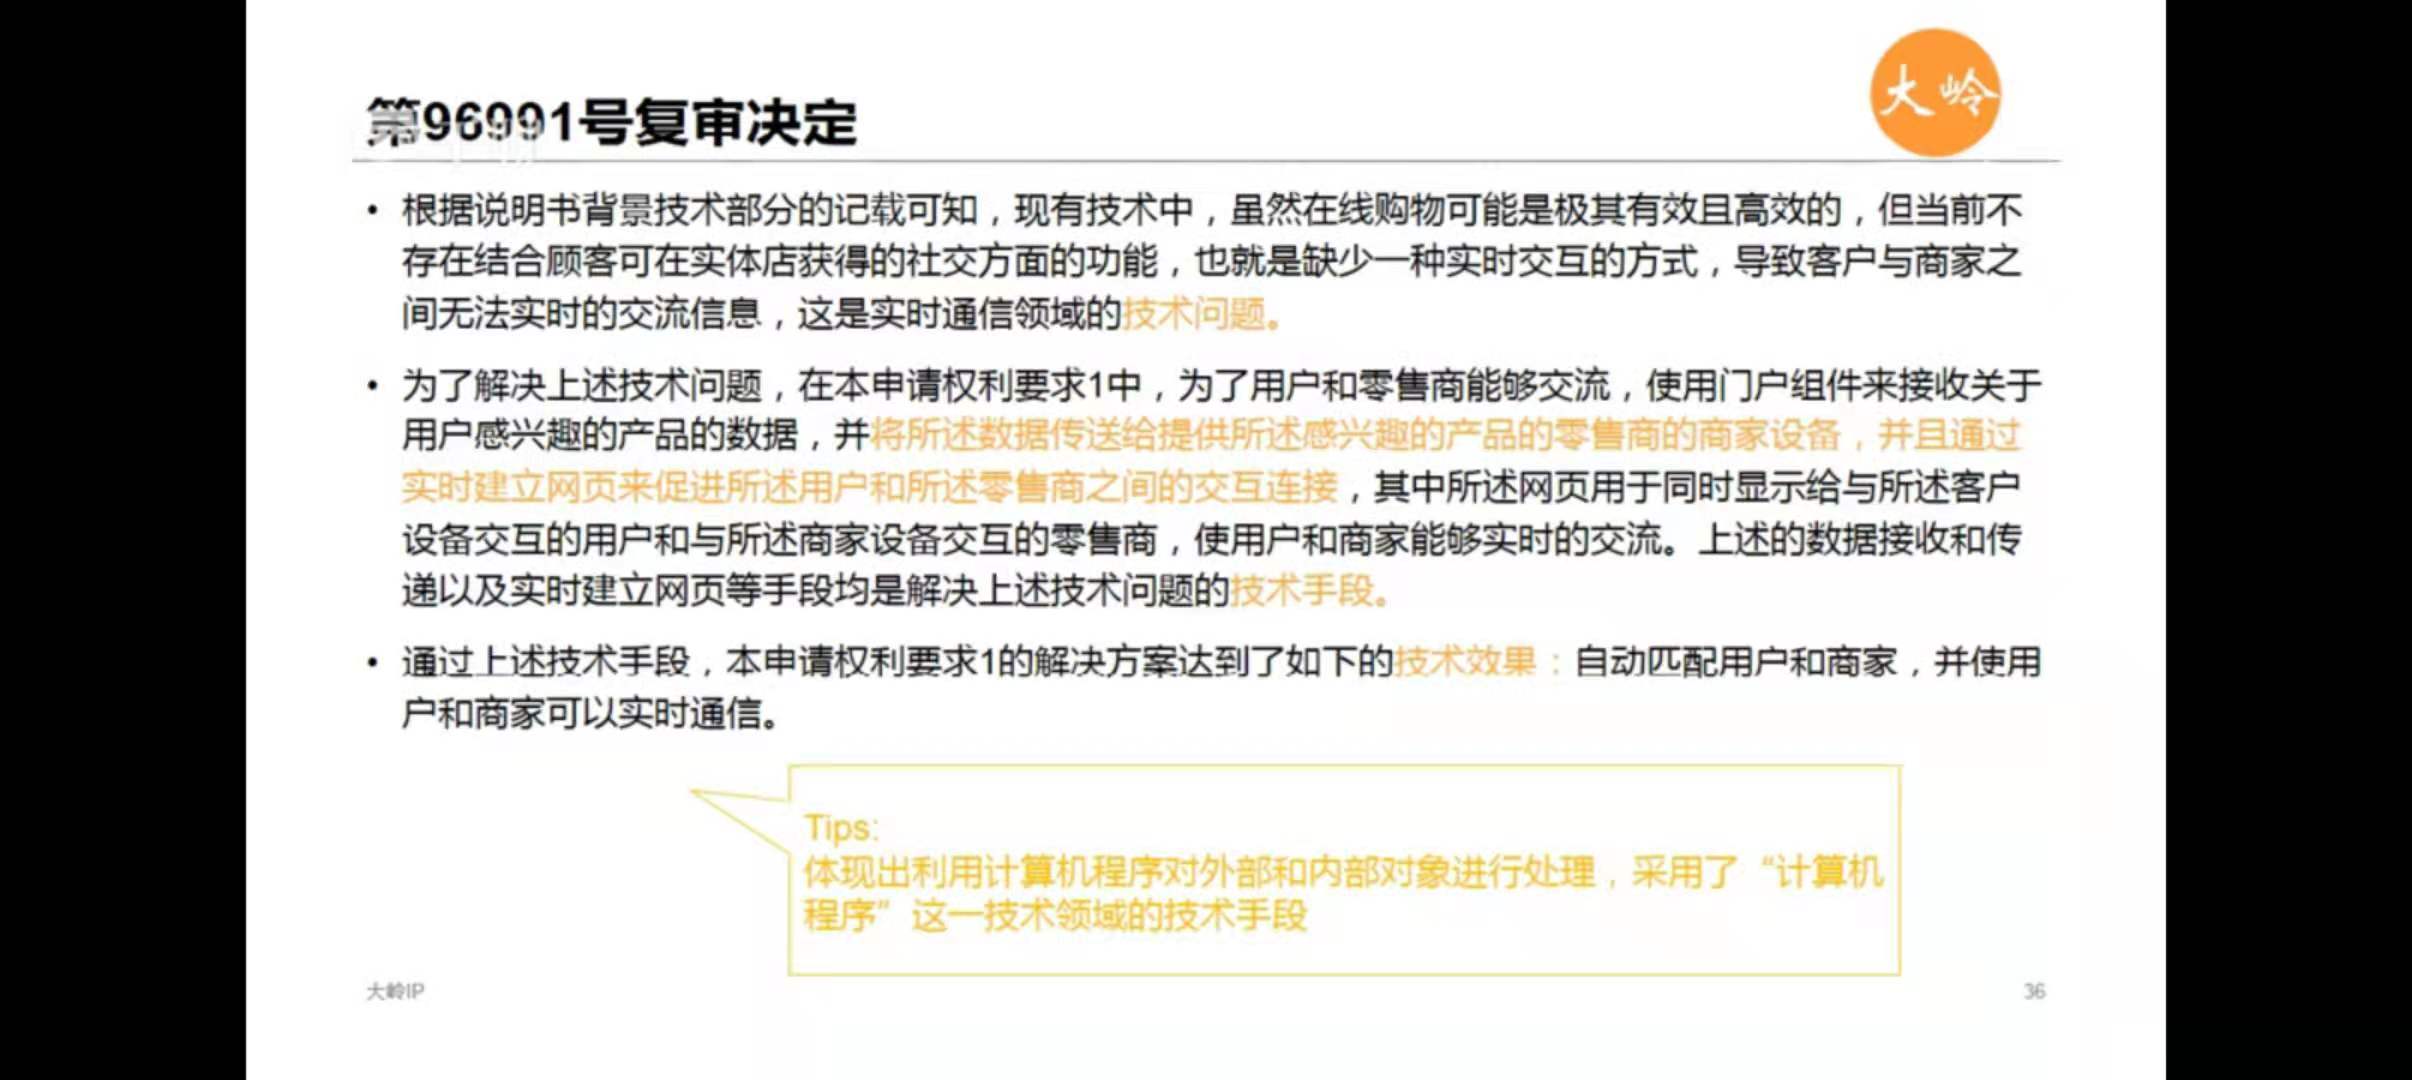 大岭
第96091号复审决定
• 根据说明书背景技术部分的记载可知，现有技术中，虽然在线购物可能是极其有效且高效的，但当前不
存在结合顾客可在实体店获得的社交方面的功能，也就是缺少一种实时交互的方式，导致客户与商家之
间无法实时的交流信息，这是实时通信领域的技术问题。
• 为了解决上述技术问题，在本申请权利要求1中，为了用户和零售商能够交流，使用门户组件来接收关于
用户感兴趣的产品的数据，并将所述数据传送给提供所述感兴趣的产品的零售商的商家设备，并且通过
实时建立网页来促进所述用户和所述零售商之间的交互连接，其中所述网页用于同时显示给与所述客户
设备交互的用户和与所述商家设备交互的零售商，使用户和商家能够实时的交流。上述的数据接收和传
递以及实时建立网页等手段均是解决上述技术问题的技术手段。
• 通过上述技术手段，本申请权利要求1的解决方案达到了如下的技术效果：自动匹配用户和商家，并使用
户和商家可以实时通信。
Tips:
体现出利用计算机程序对外部和内部对象进行处理，采用了“计算机
程序”这一技术领域的技术手段
大岭IP
36